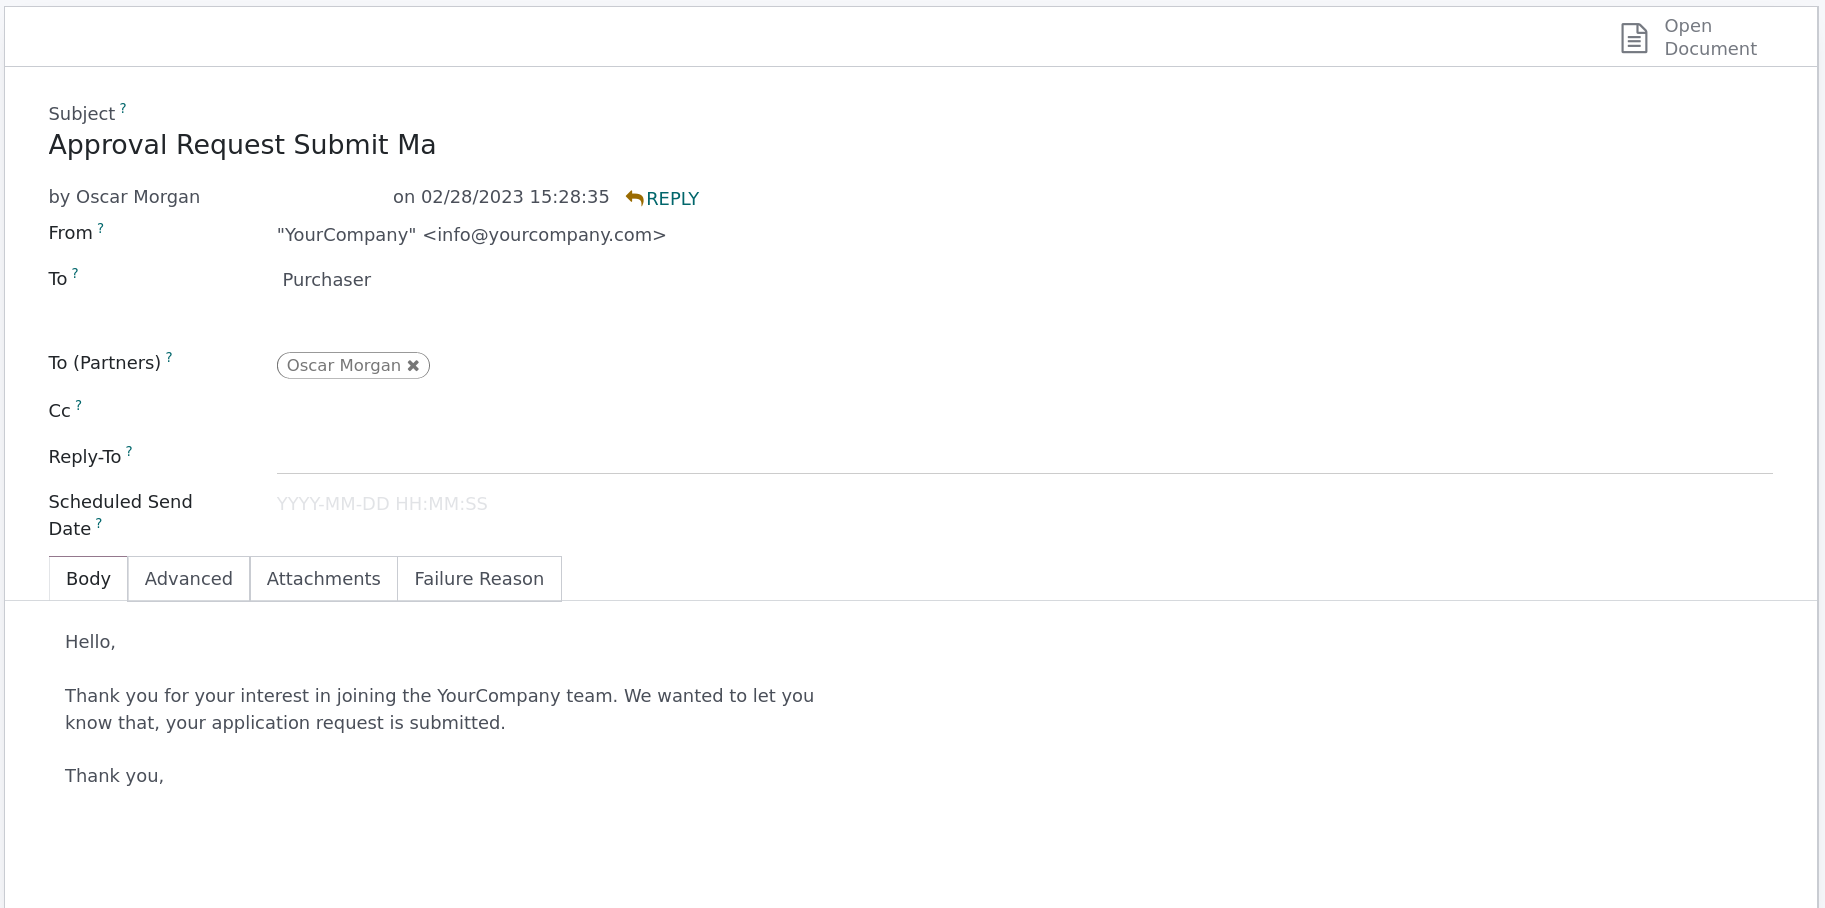 Open
Document
Subject ?
Approval Request Submit Ma
by Oscar Morgan on 02/28/2023 15:28:35 REPLY
From ? "YourCompany" <info@yourcompany.com>
To ? Purchaser
To (Partners) ? Oscar Morgan ✖
Cc ?
Reply-To ?
Scheduled Send YYYY-MM-DD HH:MM:SS
Date ?
Body Advanced Attachments Failure Reason
Hello,
Thank you for your interest in joining the YourCompany team. We wanted to let you
know that, your application request is submitted.
Thank you,